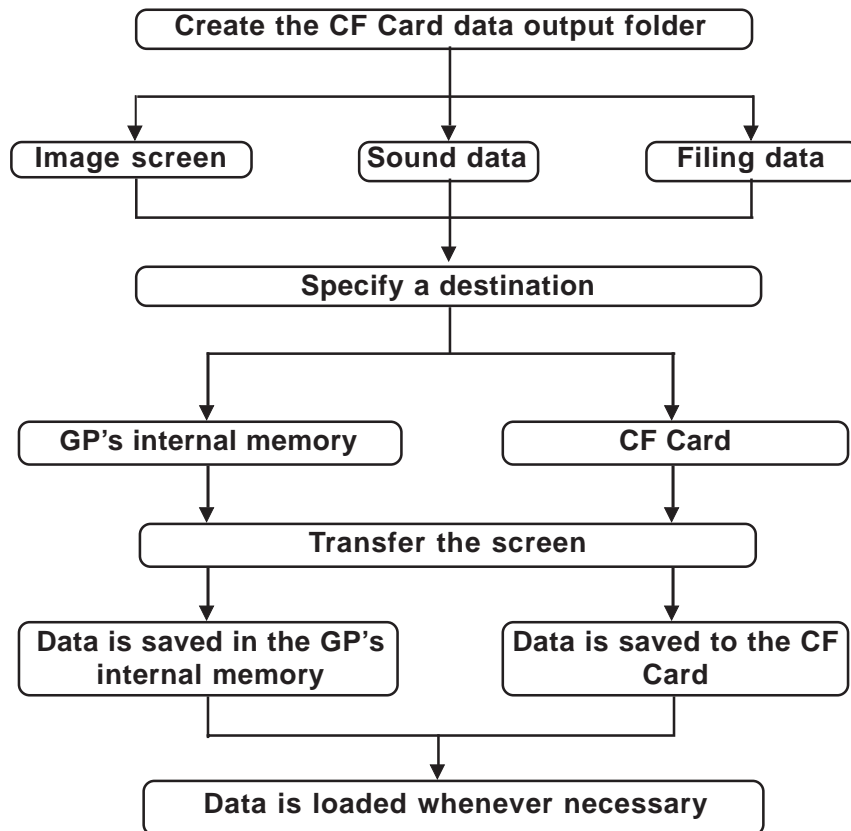 Create the CF Card data output folder
Image screen
Sound data
Filing data
Specify a destination
GP's internal memory
CF Card
Transfer the screen
Data is saved in the GP's
internal memory
Data is saved to the CF
Card
Data is loaded whenever necessary